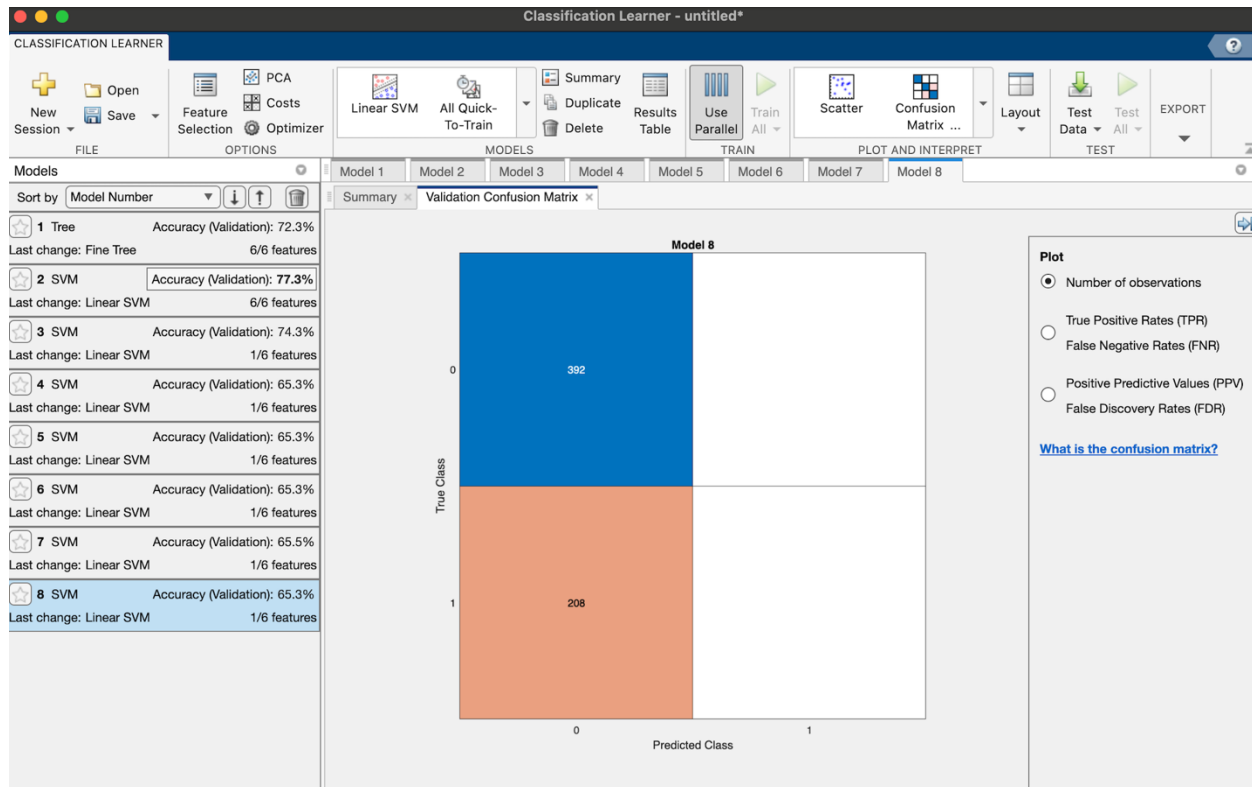 Classification Learner - untitled*
CLASSIFICATION LEARNER
?
New
Session
Open
Save
FILE
Feature
Selection
PCA
Costs
Optimizer
OPTIONS
Linear SVM
All Quick-
To-Train
Summary
Duplicate
Delete
Results
Table
MODELS
Use
Parallel
Train
All
TRAIN
Scatter
Confusion
Matrix ...
Layout
PLOT AND INTERPRET
Test
Data
Test
All
TEST
EXPORT
Models
Sort by Model Number
1 Tree Accuracy (Validation): 72.3%
Last change: Fine Tree 6/6 features
2 SVM Accuracy (Validation): 77.3%
Last change: Linear SVM 6/6 features
3 SVM Accuracy (Validation): 74.3%
Last change: Linear SVM 1/6 features
4 SVM Accuracy (Validation): 65.3%
Last change: Linear SVM 1/6 features
5 SVM Accuracy (Validation): 65.3%
Last change: Linear SVM 1/6 features
6 SVM Accuracy (Validation): 65.3%
Last change: Linear SVM 1/6 features
7 SVM Accuracy (Validation): 65.5%
Last change: Linear SVM 1/6 features
8 SVM Accuracy (Validation): 65.3%
Last change: Linear SVM 1/6 features
Model 1 Model 2 Model 3 Model 4 Model 5 Model 6 Model 7 Model 8
Summary Validation Confusion Matrix
Model 8
True Class
0 392
1 208
0 1
Predicted Class
Plot
Number of observations
True Positive Rates (TPR)
False Negative Rates (FNR)
Positive Predictive Values (PPV)
False Discovery Rates (FDR)
What is the confusion matrix?